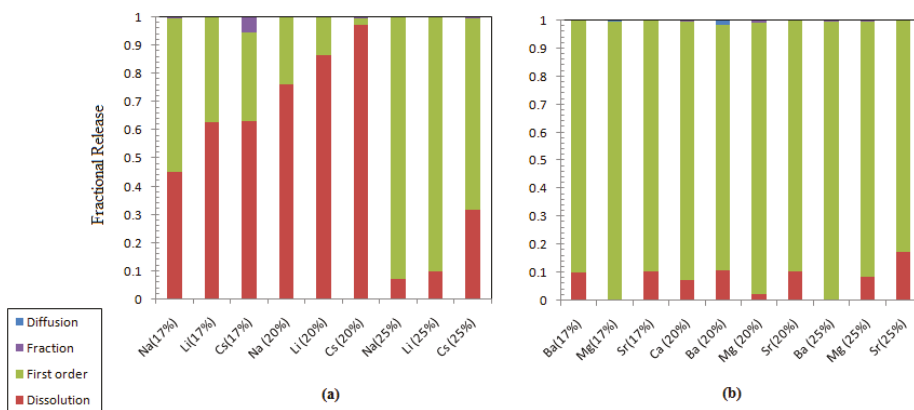 Fractional Release
1
0.9
0.8
0.7
0.6
0.5
0.4
0.3
0.2
0.1
0
Na(17%)
Li(17%)
Cs(17%)
Na (20%)
Li (20%)
Cs (20%)
Na(25%)
Li (25%)
Cs (25%)
(a)
1
0.9
0.8
0.7
0.6
0.5
0.4
0.3
0.2
0.1
0
Ba(17%)
Mg(17%)
Sr(17%)
Ca (20%)
Ba (20%)
Mg (20%)
Sr(20%)
Ba (25%)
Mg (25%)
Sr(25%)
(b)
Diffusion
Fraction
First order
Dissolution